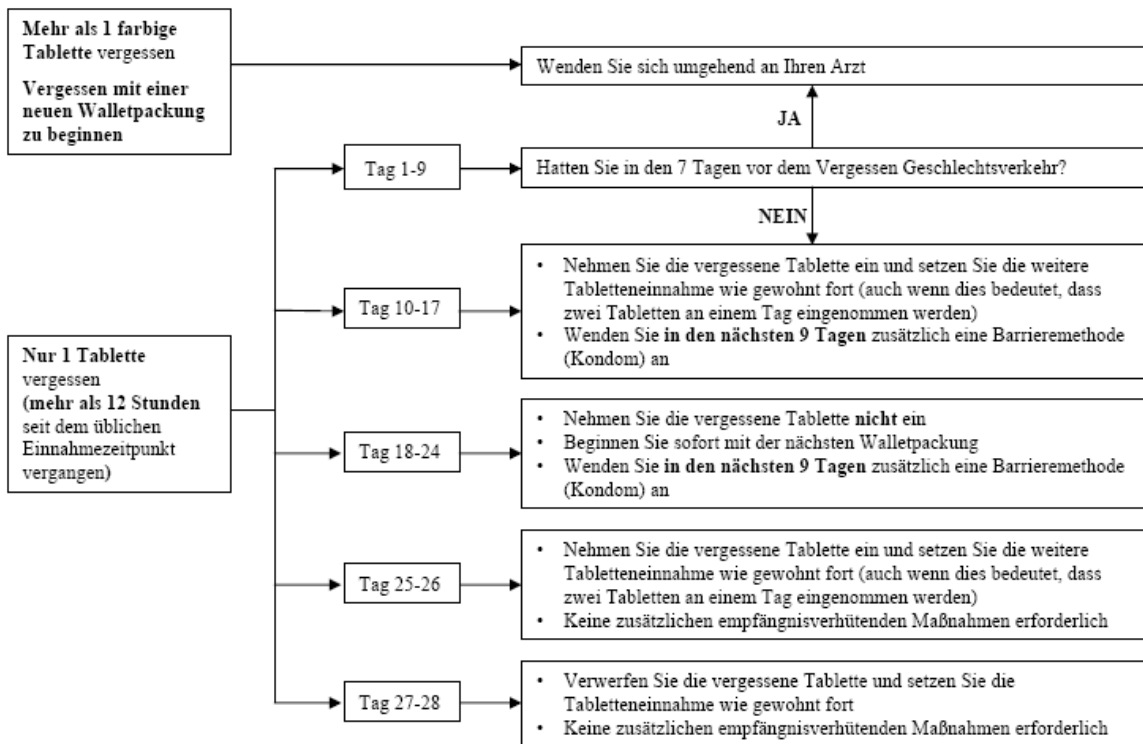 Mehr als 1 farbige
Tablette vergessen
Vergessen mit einer
neuen Walletpackung
zu beginnen
Wenden Sie sich umgehend an Ihren Arzt
JA
Tag 1-9
Hatten Sie in den 7 Tagen vor dem Vergessen Geschlechtsverkehr?
NEIN
Tag 10-17
• Nehmen Sie die vergessene Tablette ein und setzen Sie die weitere
Tabletteneinnahme wie gewohnt fort (auch wenn dies bedeutet, dass
zwei Tabletten an einem Tag eingenommen werden)
• Wenden Sie in den nächsten 9 Tagen zusätzlich eine Barrieremethode
(Kondom) an
Nur 1 Tablette
vergessen
(mehr als 12 Stunden
seit dem üblichen
Einnahmezeitpunkt
vergangen)
Tag 18-24
• Nehmen Sie die vergessene Tablette nicht ein
• Beginnen Sie sofort mit der nächsten Walletpackung
• Wenden Sie in den nächsten 9 Tagen zusätzlich eine Barrieremethode
(Kondom) an
Tag 25-26
• Nehmen Sie die vergessene Tablette ein und setzen Sie die weitere
Tabletteneinnahme wie gewohnt fort (auch wenn dies bedeutet, dass
zwei Tabletten an einem Tag eingenommen werden)
• Keine zusätzlichen empfängnisverhütenden Maßnahmen erforderlich
Tag 27-28
• Verwerfen Sie die vergessene Tablette und setzen Sie die
Tabletteneinnahme wie gewohnt fort
• Keine zusätzlichen empfängnisverhütenden Maßnahmen erforderlich